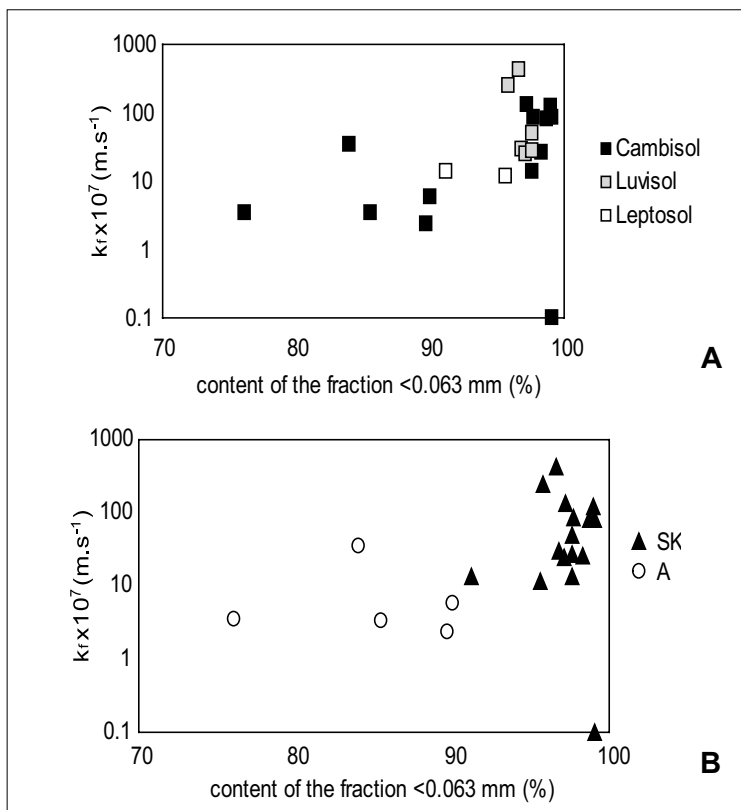 1000
100
10
1
0.1
kf x10⁷ (m.s⁻¹)
70 80 90 100
content of the fraction <0.063 mm (%)
Cambisol
Luvisol
Leptosol
A
1000
100
10
1
0.1
kf x10⁷ (m.s⁻¹)
70 80 90 100
content of the fraction <0.063 mm (%)
SK
A
B